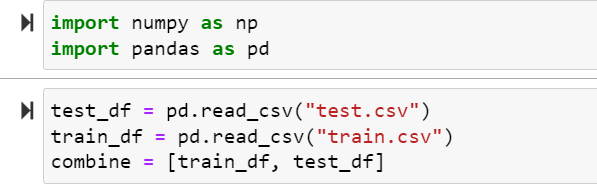 import numpy as np
import pandas as pd
test_df = pd.read_csv("test.csv")
train_df = pd.read_csv("train.csv")
combine = [train_df, test_df]